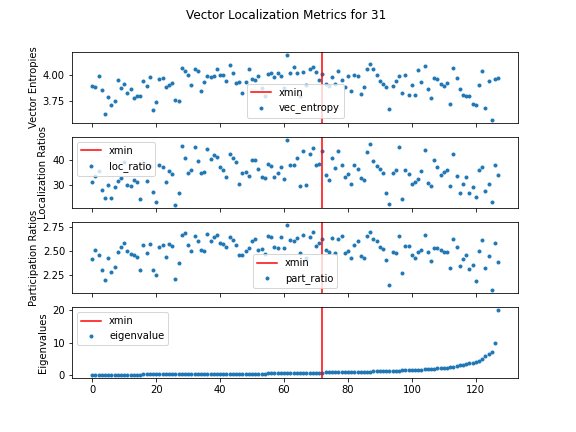 Vector Localization Metrics for 31
Vector Entropies
4.00
3.75
xmin
vec_entropy
Localization Ratios
40
30
xmin
loc_ratio
Participation Ratios
2.75
2.50
2.25
xmin
part_ratio
Eigenvalues
20
10
0
xmin
eigenvalue
0 20 40 60 80 100 120